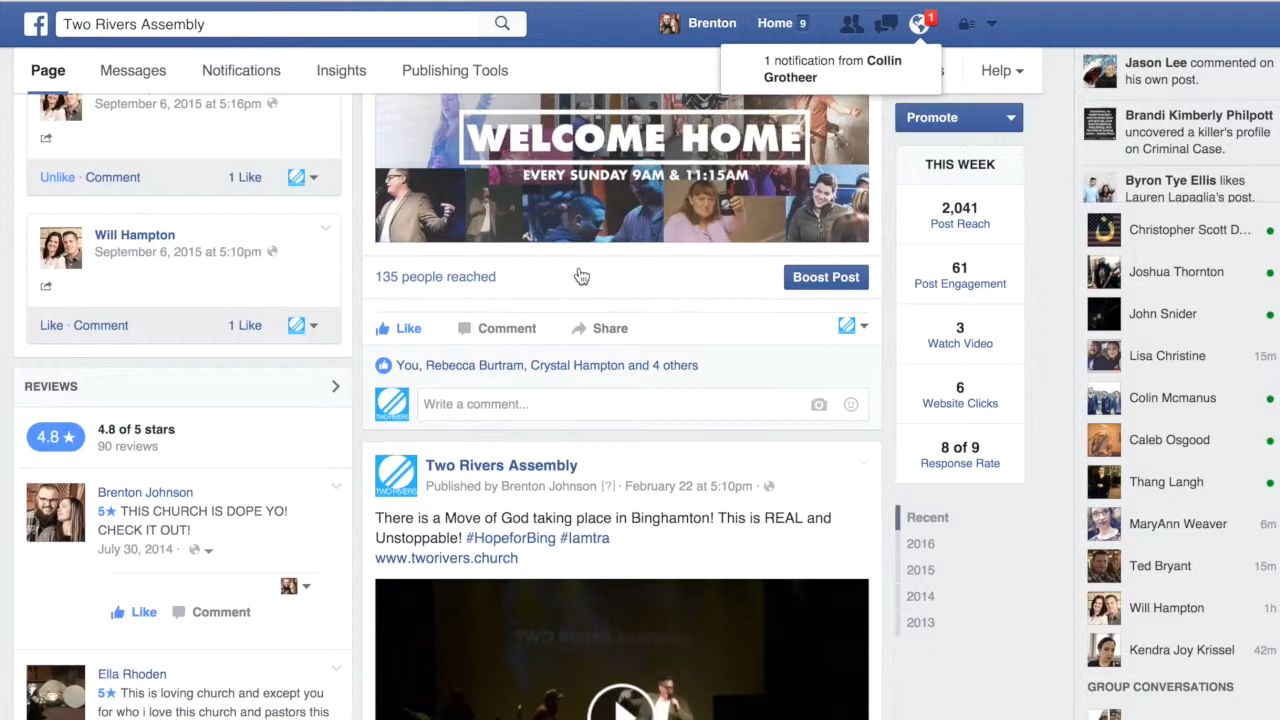 Two Rivers Assembly
Brenton
Home 9
1
1 notification from Collin
Grotheer
Page
Messages
Notifications
Insights
Publishing Tools
Help
September 6, 2015 at 5:16pm
Unlike · Comment
1 Like
Will Hampton
September 6, 2015 at 5:10pm
Like · Comment
1 Like
REVIEWS
4.8
4.8 of 5 stars
90 reviews
Brenton Johnson
5★ THIS CHURCH IS DOPE YO!
CHECK IT OUT!
July 30, 2014 ·
Like
Comment
Ella Rhoden
5★ This is loving church and except you
for who i love this church and pastors this
WELCOME HOME
EVERY SUNDAY 9AM & 11:15AM
135 people reached
Boost Post
Like
Comment
Share
You, Rebecca Burtram, Crystal Hampton and 4 others
TWO RIVERS
Write a comment...
TWO RIVERS
Two Rivers Assembly
Published by Brenton Johnson [?] · February 22 at 5:10pm ·
There is a Move of God taking place in Binghamton! This is REAL and
Unstoppable! #HopeforBing #Iamtra
www.tworivers.church
TWO RIVERS ASSEMBLY
Promote
THIS WEEK
2,041
Post Reach
61
Post Engagement
3
Watch Video
6
Website Clicks
8 of 9
Response Rate
Recent
2016
2015
2014
2013
Jason Lee commented on
his own post.
Brandi Kimberly Philpott
uncovered the killer's profile
on Criminal Case.
Byron Tye Ellis likes
Lauren Lapaglia's post.
Christopher Scott D...
Joshua Thornton
John Snider
Lisa Christine
15m
Colin Mcmanus
Caleb Osgood
Thang Langh
MaryAnn Weaver
6m
Ted Bryant
15m
Will Hampton
1h
Kendra Joy Krissel
42m
GROUP CONVERSATIONS